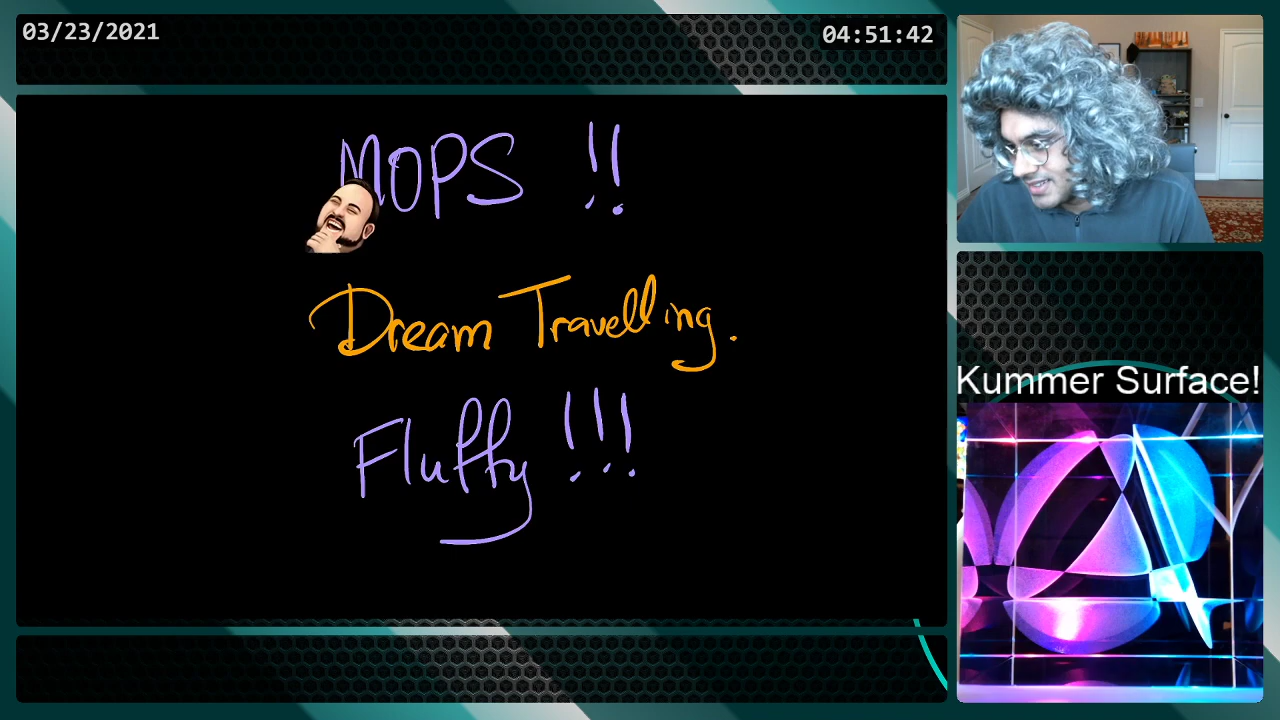 03/23/2021
04:51:42
MOPS !!
Dream Travelling.
Fluffy !!!
Kummer Surface!